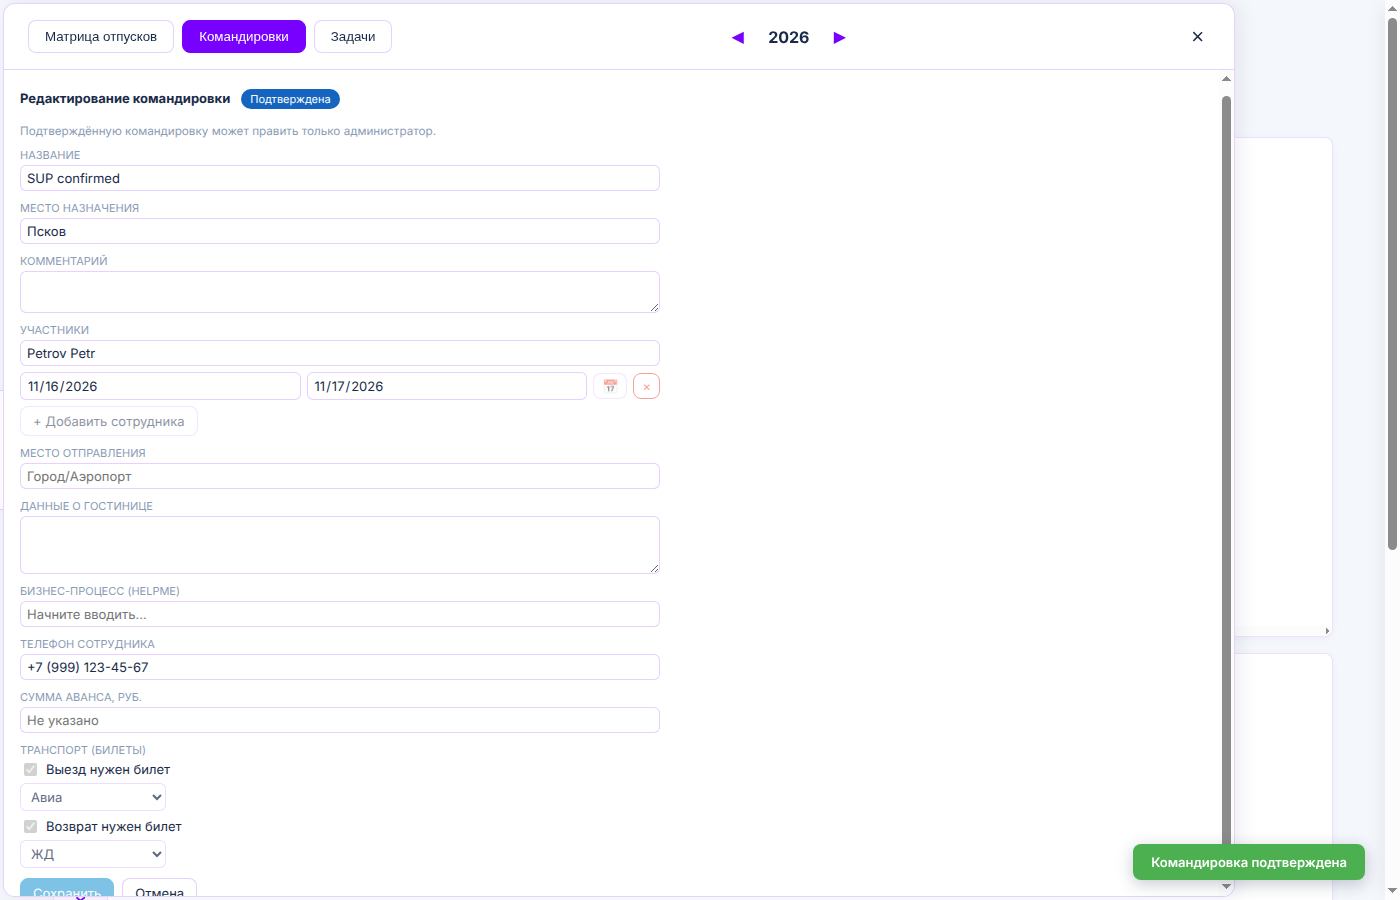 Матрица отпусков
Командировки
Задачи
◀ 2026 ▶
×
Редактирование командировки
Подтверждена
Подтверждённую командировку может править только администратор.
НАЗВАНИЕ
SUP confirmed
МЕСТО НАЗНАЧЕНИЯ
Псков
КОММЕНТАРИЙ
УЧАСТНИКИ
Petrov Petr
11/16/2026
11/17/2026
×
+ Добавить сотрудника
МЕСТО ОТПРАВЛЕНИЯ
Город/Аэропорт
ДАННЫЕ О ГОСТИНИЦЕ
БИЗНЕС-ПРОЦЕСС (HELPME)
Начните вводить...
ТЕЛЕФОН СОТРУДНИКА
+7 (999) 123-45-67
СУММА АВАНСА, РУБ.
Не указано
ТРАНСПОРТ (БИЛЕТЫ)
Выезд нужен билет
Авиа
Возврат нужен билет
ЖД
Командировка подтверждена
Сохранить
Отмена